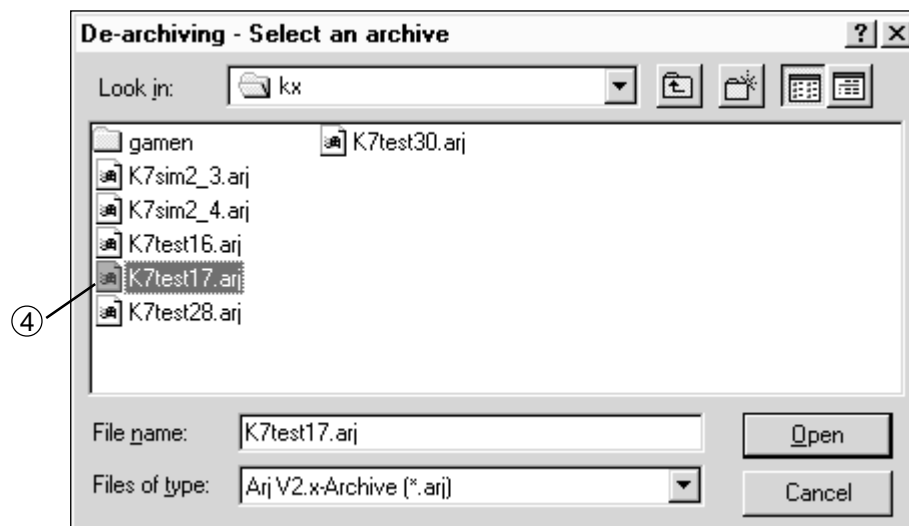 De-archiving - Select an archive
Look in: kx
gamen
K7sim2_3.arj
K7sim2_4.arj
K7test16.arj
K7test17.arj
K7test28.arj
K7test30.arj
④
File name: K7test17.arj Open
Files of type: Arj V2.x-Archive (*.arj) Cancel